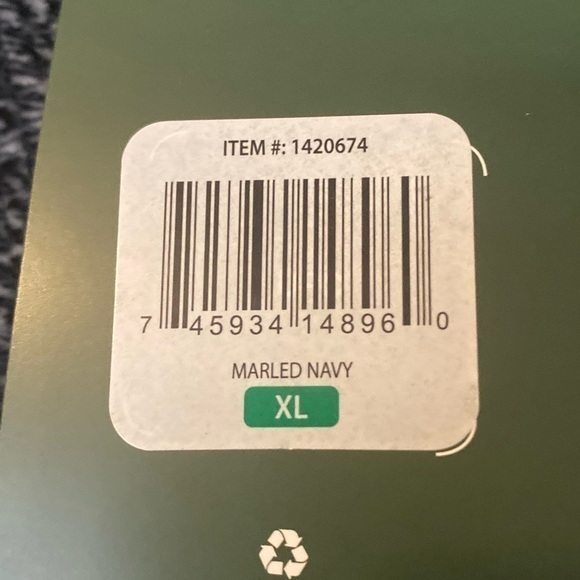 ITEM #: 1420674
7 45934 14896 0
MARLED NAVY
XL